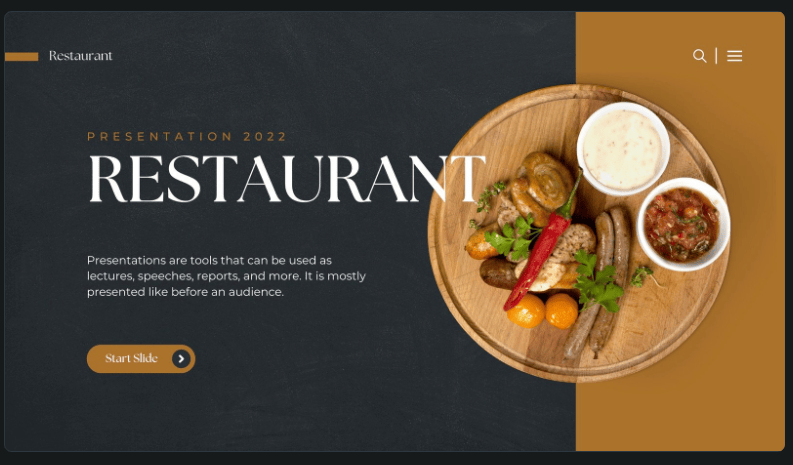 Restaurant
PRESENTATION 2022
RESTAURANT
Presentations are tools that can be used as
lectures, speeches, reports, and more. It is mostly
presented like before an audience.
Start Slide